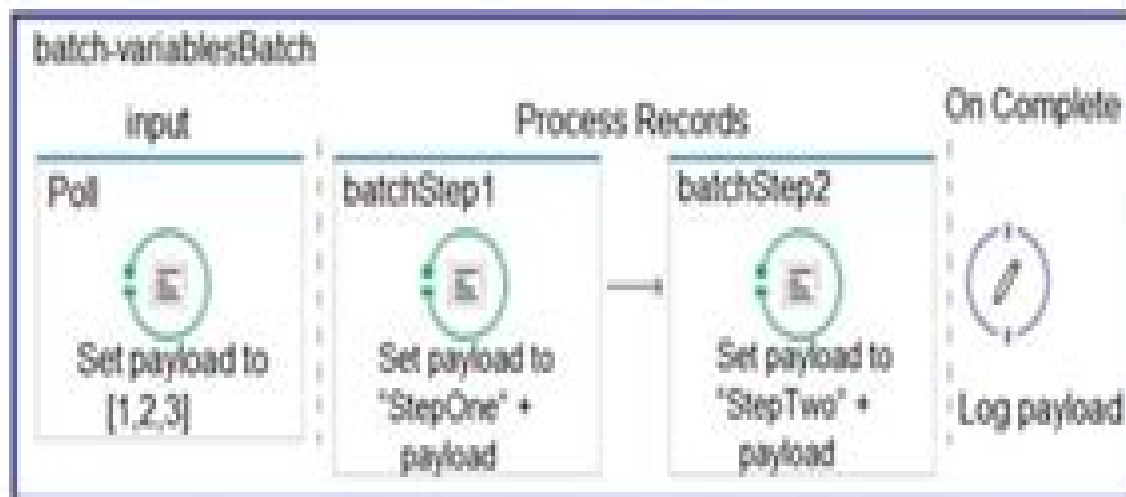 batch-variablesBatch
input
Process Records
On Complete
Poll
Set payload to
[1,2,3]
batchStep1
Set payload to
"StepOne" +
payload
batchStep2
Set payload to
"StepTwo" +
payload
Log payload